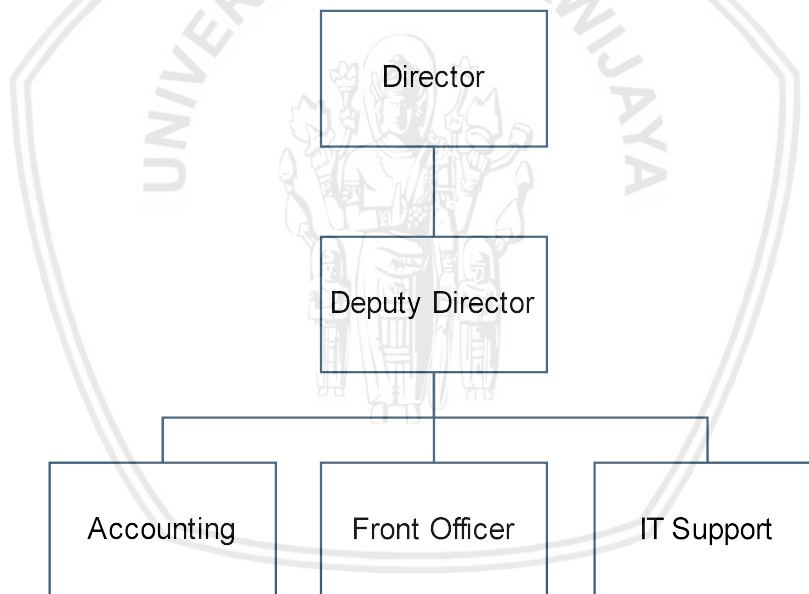 Director
Deputy Director
Accounting
Front Officer
IT Support